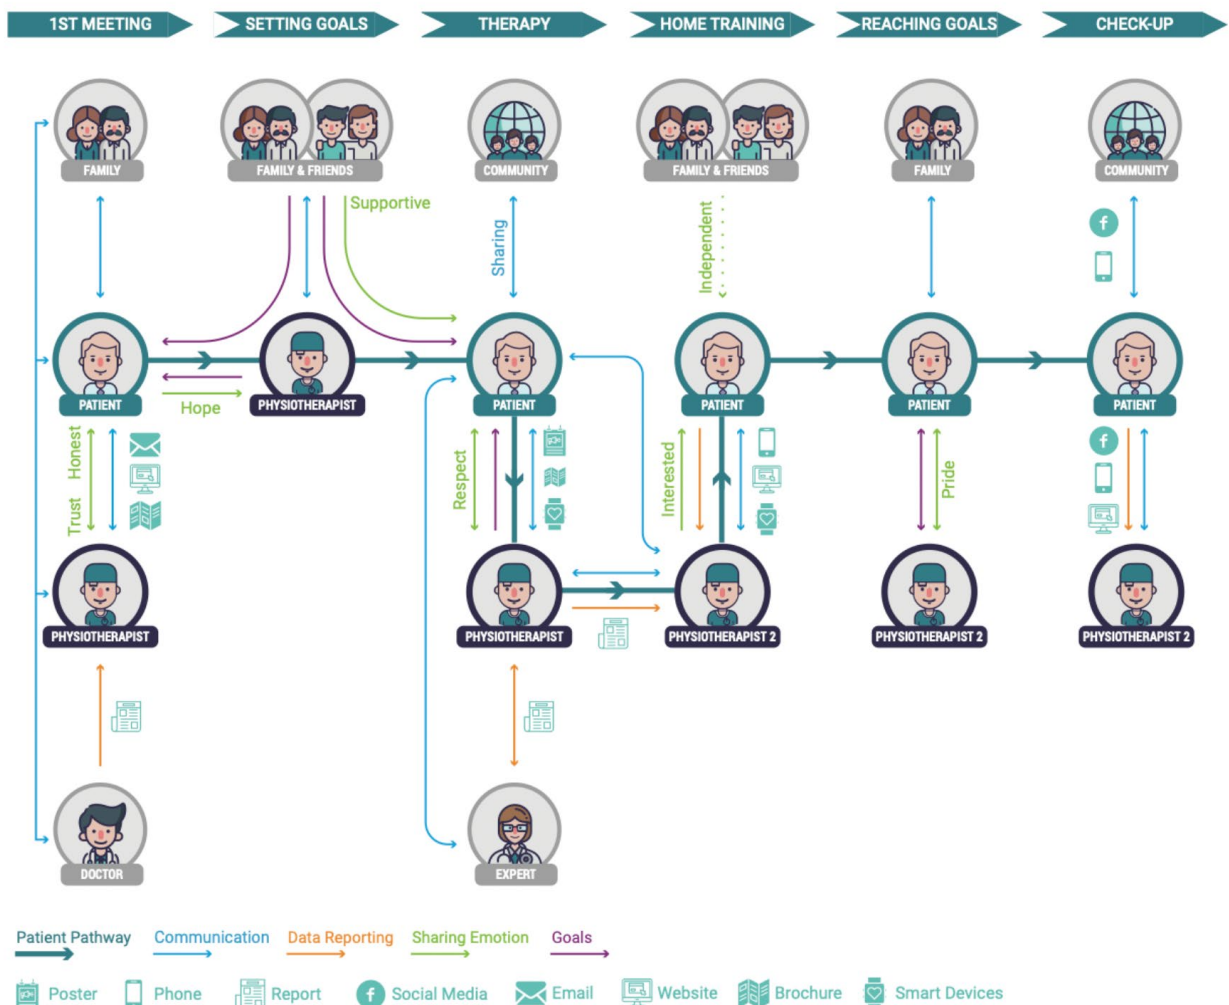 1ST MEETING
SETTING GOALS
THERAPY
HOME TRAINING
REACHING GOALS
CHECK-UP
FAMILY
FAMILY & FRIENDS
COMMUNITY
FAMILY & FRIENDS
FAMILY
COMMUNITY
Supportive
Sharing
Independent
PATIENT
PHYSIOTHERAPIST
PATIENT
PATIENT
PATIENT
PATIENT
Hope
Trust
Honest
Respect
Interested
Pride
PHYSIOTHERAPIST
PHYSIOTHERAPIST
PHYSIOTHERAPIST 2
PHYSIOTHERAPIST 2
PHYSIOTHERAPIST 2
DOCTOR
EXPERT
Patient Pathway
Communication
Data Reporting
Sharing Emotion
Goals
Poster
Phone
Report
Social Media
Email
Website
Brochure
Smart Devices